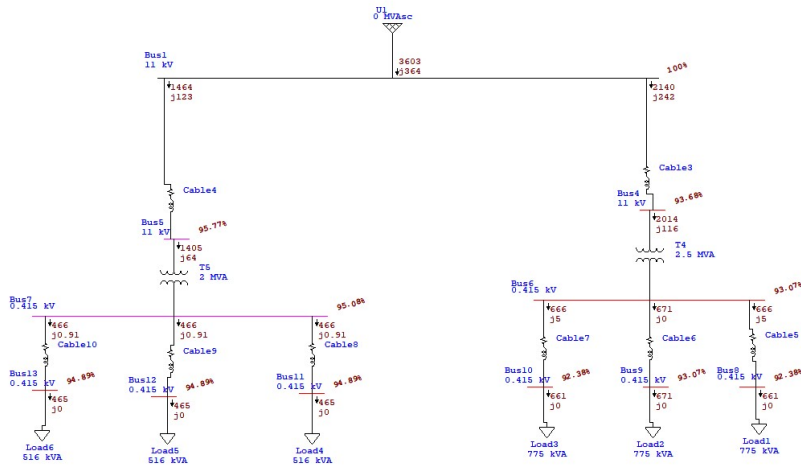 U1
0 MVAsc
3603
j364
Bus1
11 kV
100%
1464
j123
2140
j242
Cable4
Cable3
Bus5
11 kV
95.77%
Bus4
11 kV
93.68%
1405
j64
2014
j116
T5
2 MVA
T4
2.5 MVA
Bus7
0.415 kV
95.08%
Bus6
0.415 kV
93.07%
466
j0.91
466
j0.91
466
j0.91
666
j5
671
j0
666
j5
Cable10
Cable9
Cable8
Cable7
Cable6
Cable5
Bus13
0.415 kV
94.89%
Bus12
0.415 kV
94.89%
Bus11
0.415 kV
94.89%
Bus10
0.415 kV
92.38%
Bus9
0.415 kV
93.07%
Bus8
0.415 kV
92.38%
465
j0
465
j0
465
j0
661
j0
671
j0
661
j0
Load6
516 kVA
Load5
516 kVA
Load4
516 kVA
Load3
775 kVA
Load2
775 kVA
Load1
775 kVA